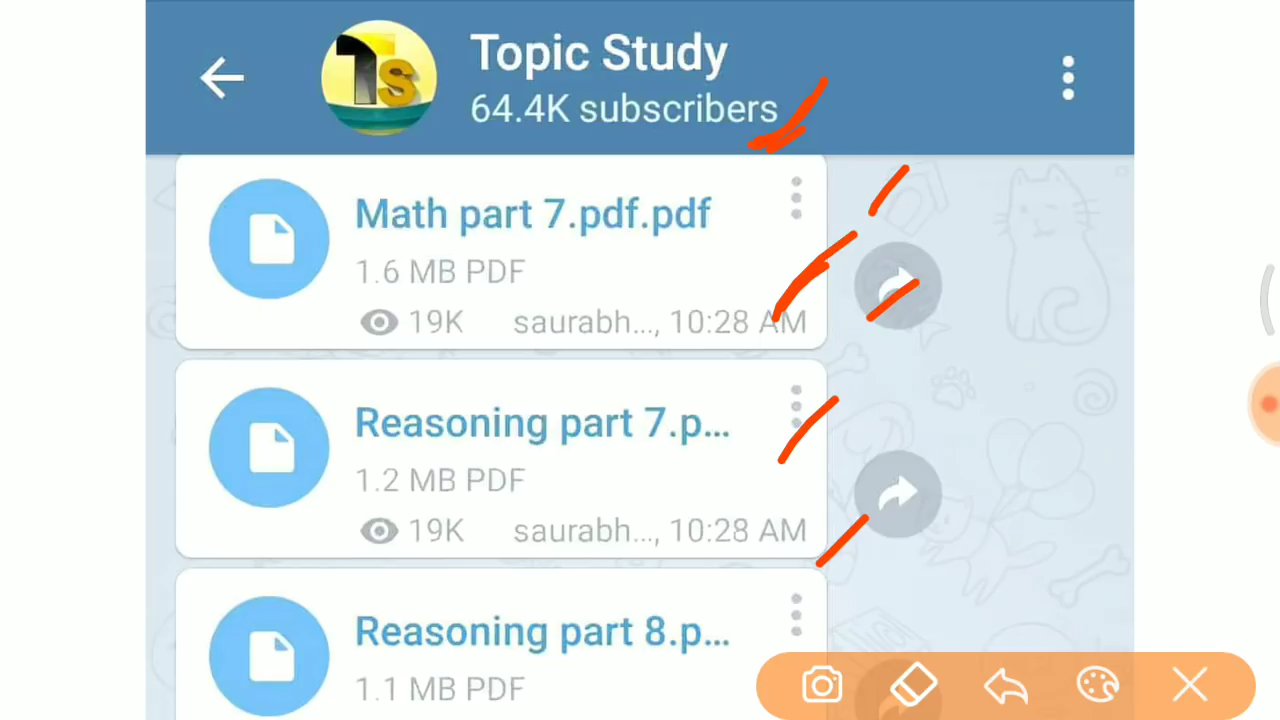 Topic Study
64.4K subscribers
Ts
Math part 7.pdf.pdf
1.6 MB PDF
19K saurabh..., 10:28 AM
Reasoning part 7.p...
1.2 MB PDF
19K saurabh..., 10:28 AM
Reasoning part 8.p...
1.1 MB PDF